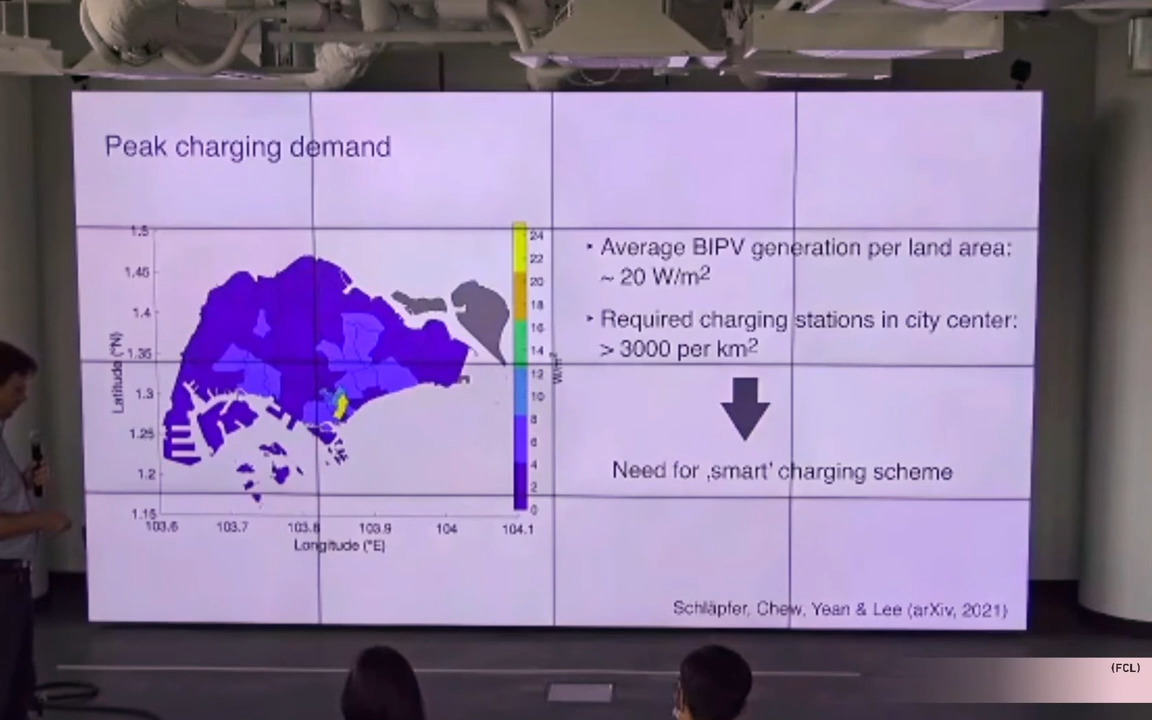 Peak charging demand
1.5
1.45
1.4
1.35
1.3
1.25
1.2
1.15
Latitude (°N)
103.6 103.7 103.8 103.9 104 104.1
Longitude (°E)
24
22
20
18
16
14
12
10
8
6
4
2
0
W/m²
‣ Average BIPV generation per land area:
~ 20 W/m²
‣ Required charging stations in city center:
> 3000 per km²
Need for ‚smart' charging scheme
Schläpfer, Chew, Yean & Lee (arXiv, 2021)
(FCL)